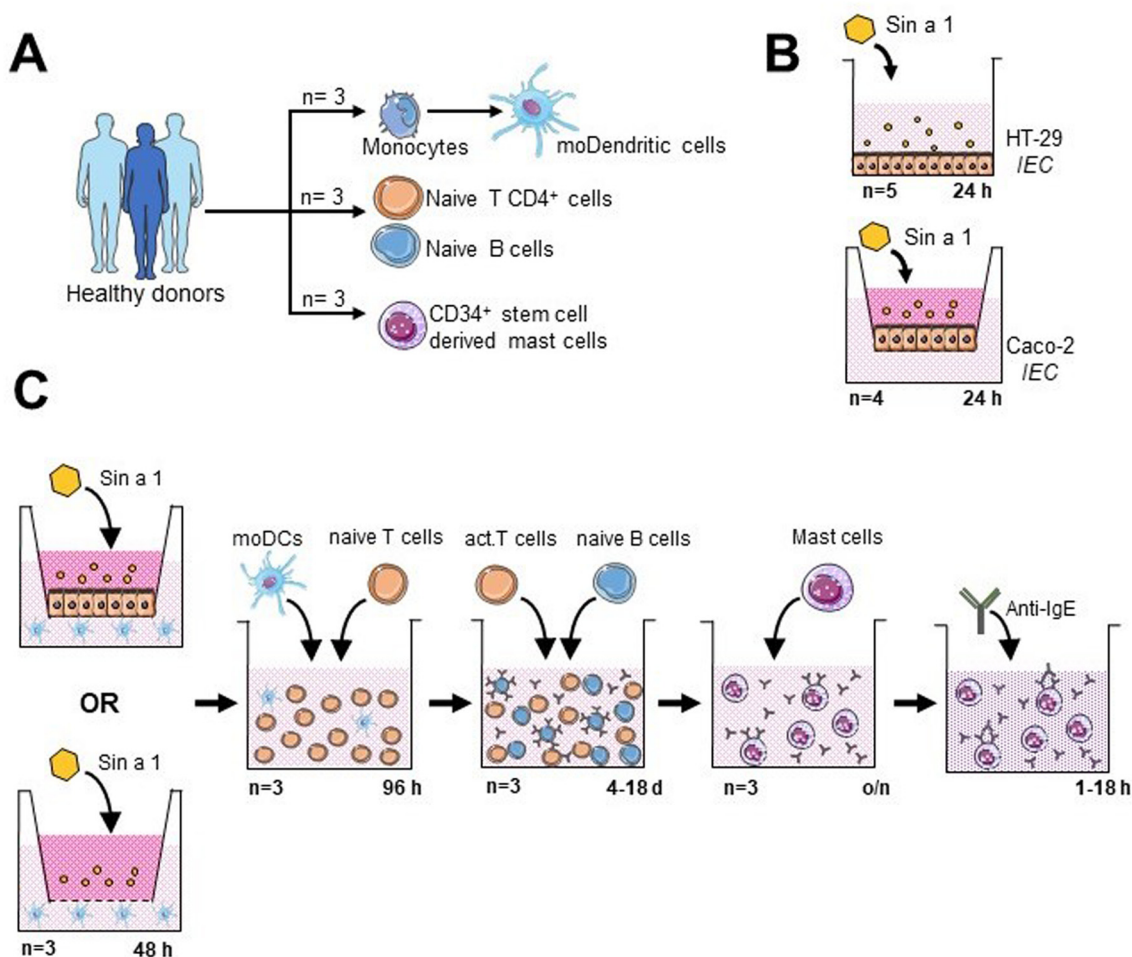 A
n= 3
Monocytes
moDendritic cells
n= 3
Naive T CD4⁺ cells
Naive B cells
Healthy donors
n= 3
CD34⁺ stem cell
derived mast cells
B
Sin a 1
HT-29
IEC
n=5 24 h
Sin a 1
Caco-2
IEC
n=4 24 h
C
Sin a 1
OR
Sin a 1
n=3 48 h
moDCs naive T cells
n=3 96 h
act.T cells naive B cells
n=3 4-18 d
Mast cells
n=3 o/n
Anti-IgE
1-18 h